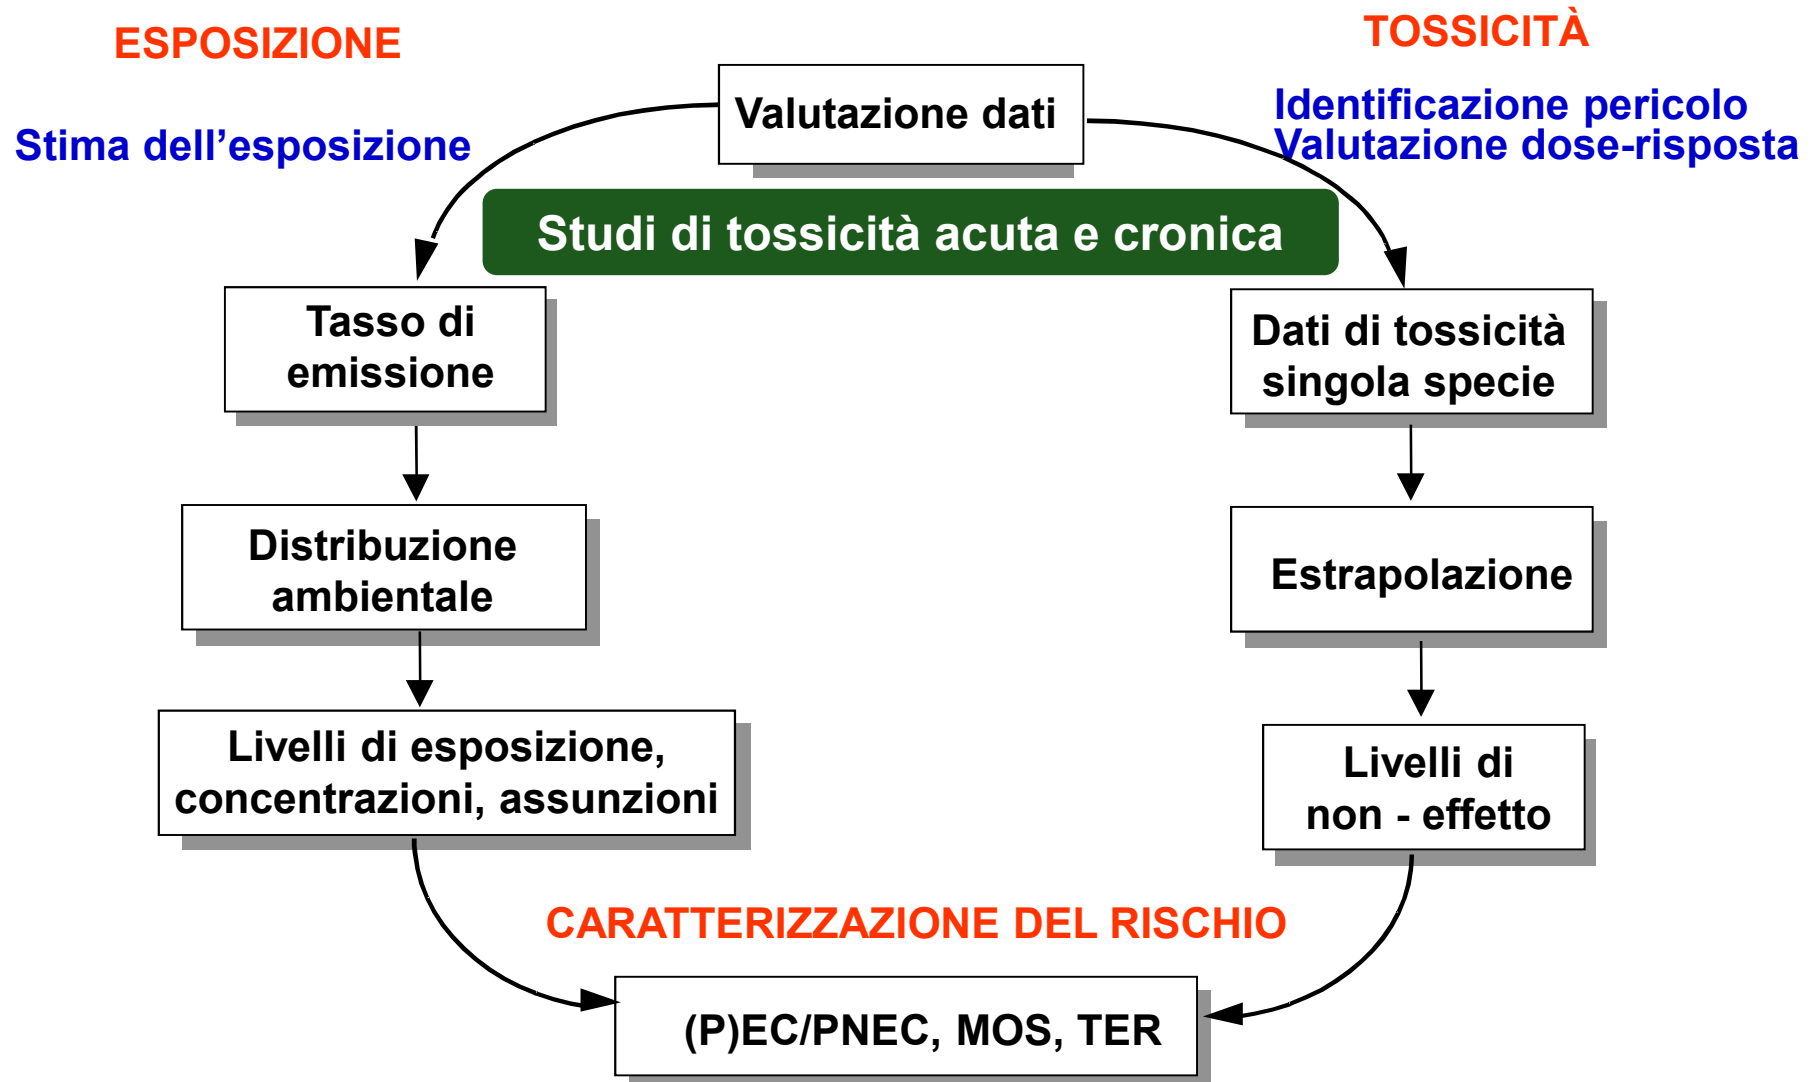 ESPOSIZIONE
TOSSICITÀ
Valutazione dati
Stima dell’esposizione
Identificazione pericolo
Valutazione dose-risposta
Studi di tossicità acuta e cronica
Tasso di
emissione
Dati di tossicità
singola specie
Distribuzione
ambientale
Estrapolazione
Livelli di esposizione,
concentrazioni, assunzioni
Livelli di
non - effetto
CARATTERIZZAZIONE DEL RISCHIO
(P)EC/PNEC, MOS, TER